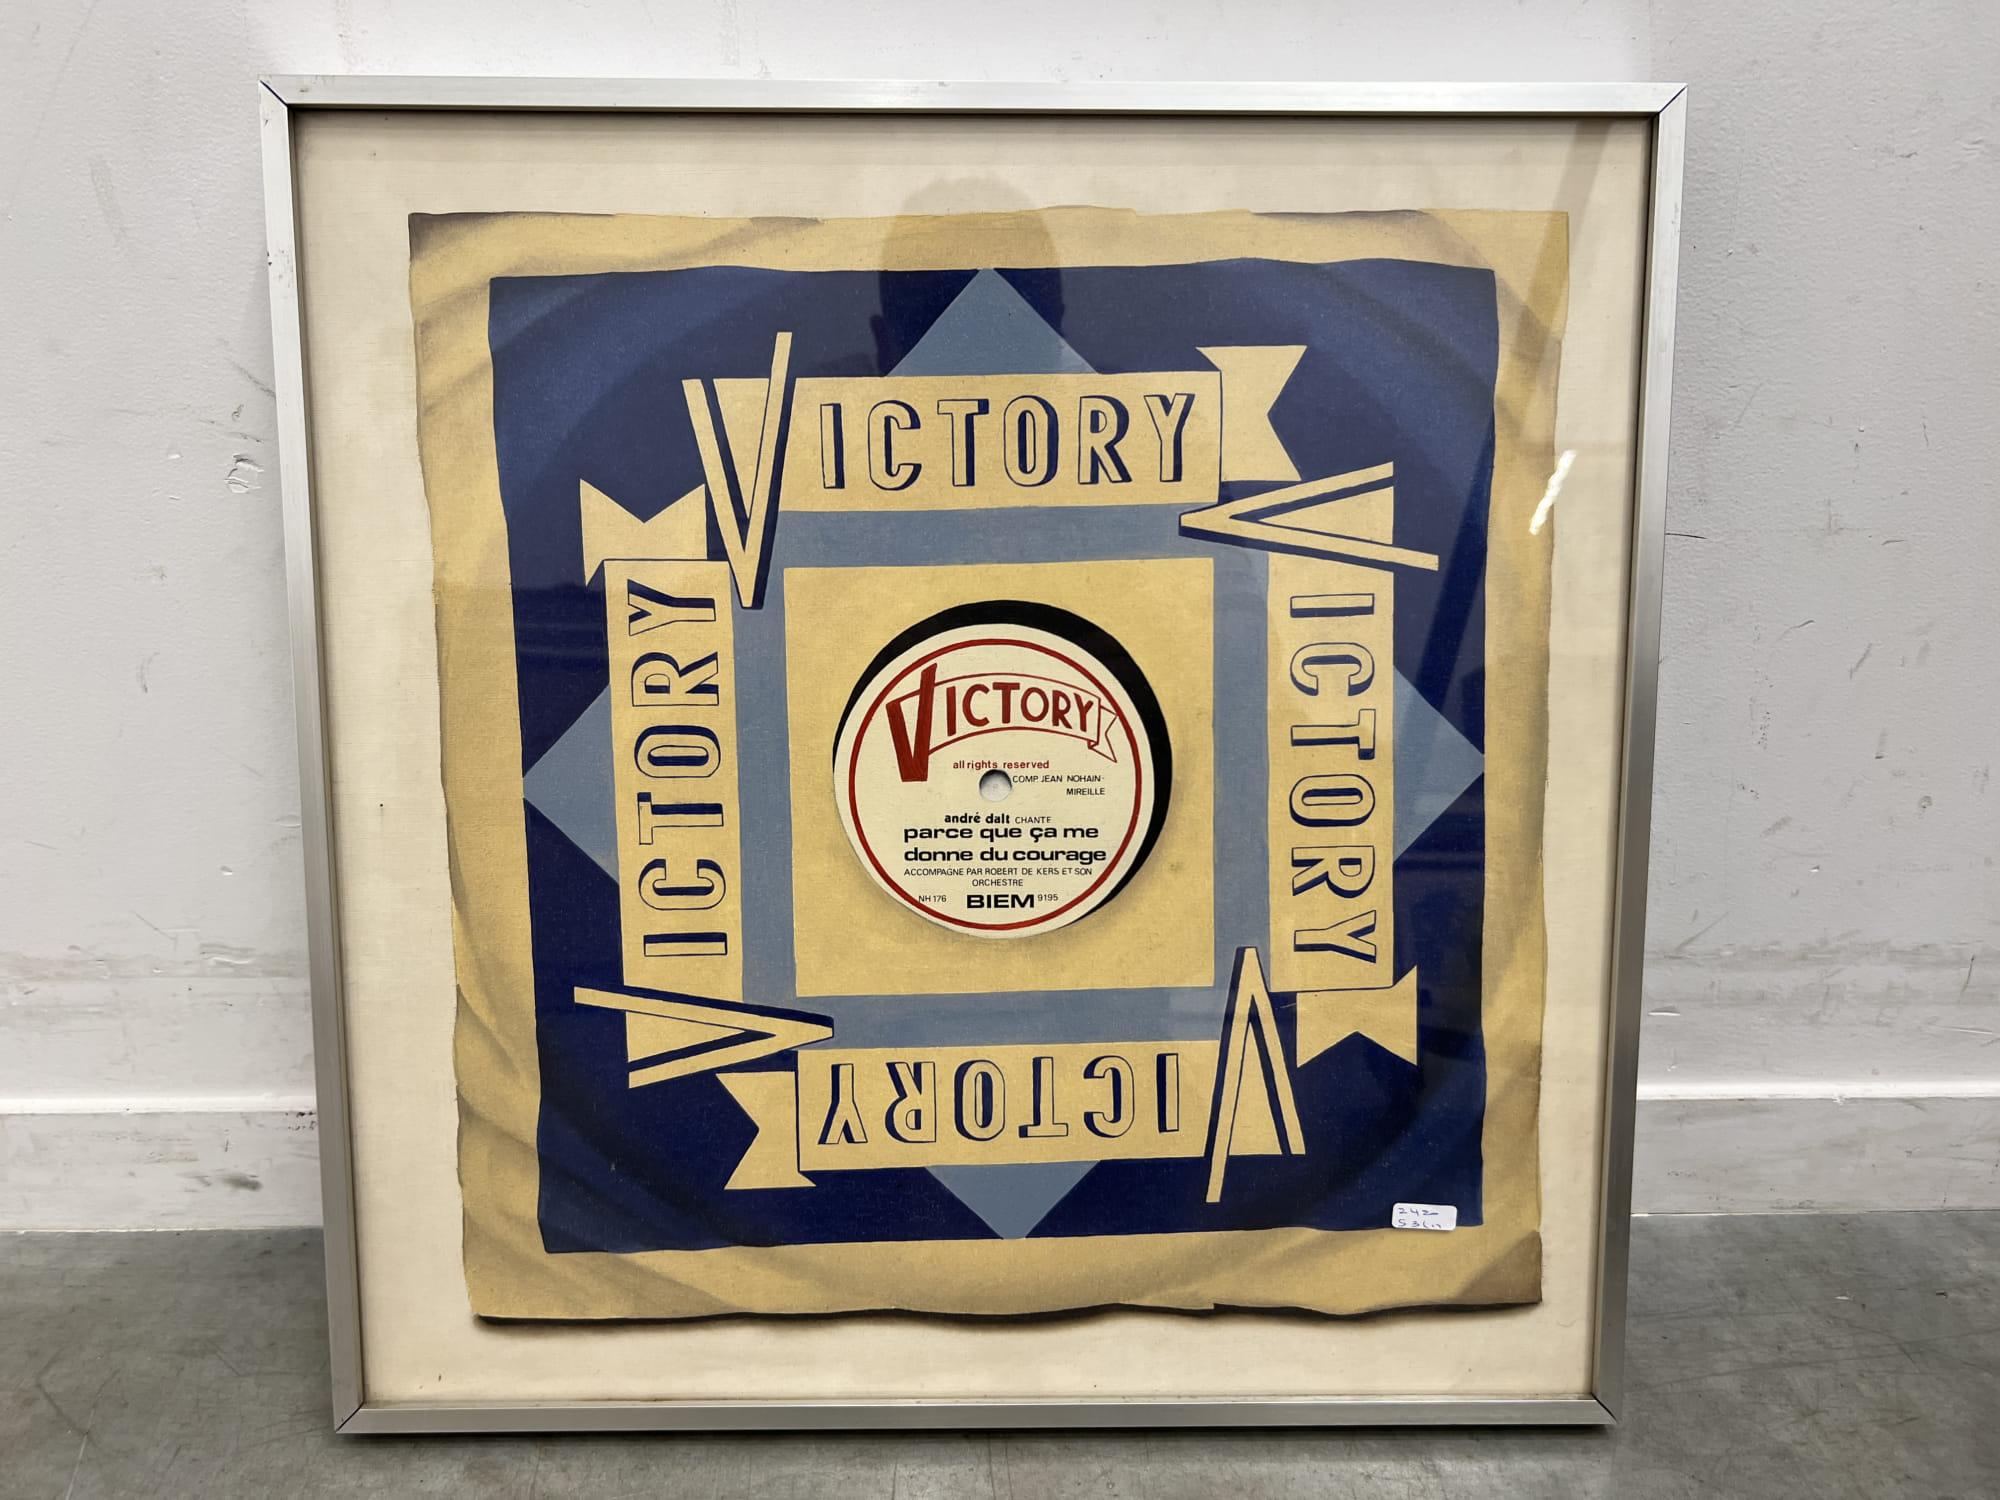 VICTORY
VICTORY
VICTORY
VICTORY
VICTORY
all rights reserved
COMP. JEAN NOHAIN-
MIREILLE
andré dalt CHANTE
parce que ça me
donne du courage
ACCOMPAGNE PAR ROBERT DE KERS ET SON
ORCHESTRE
NH 176 BIEM 9195